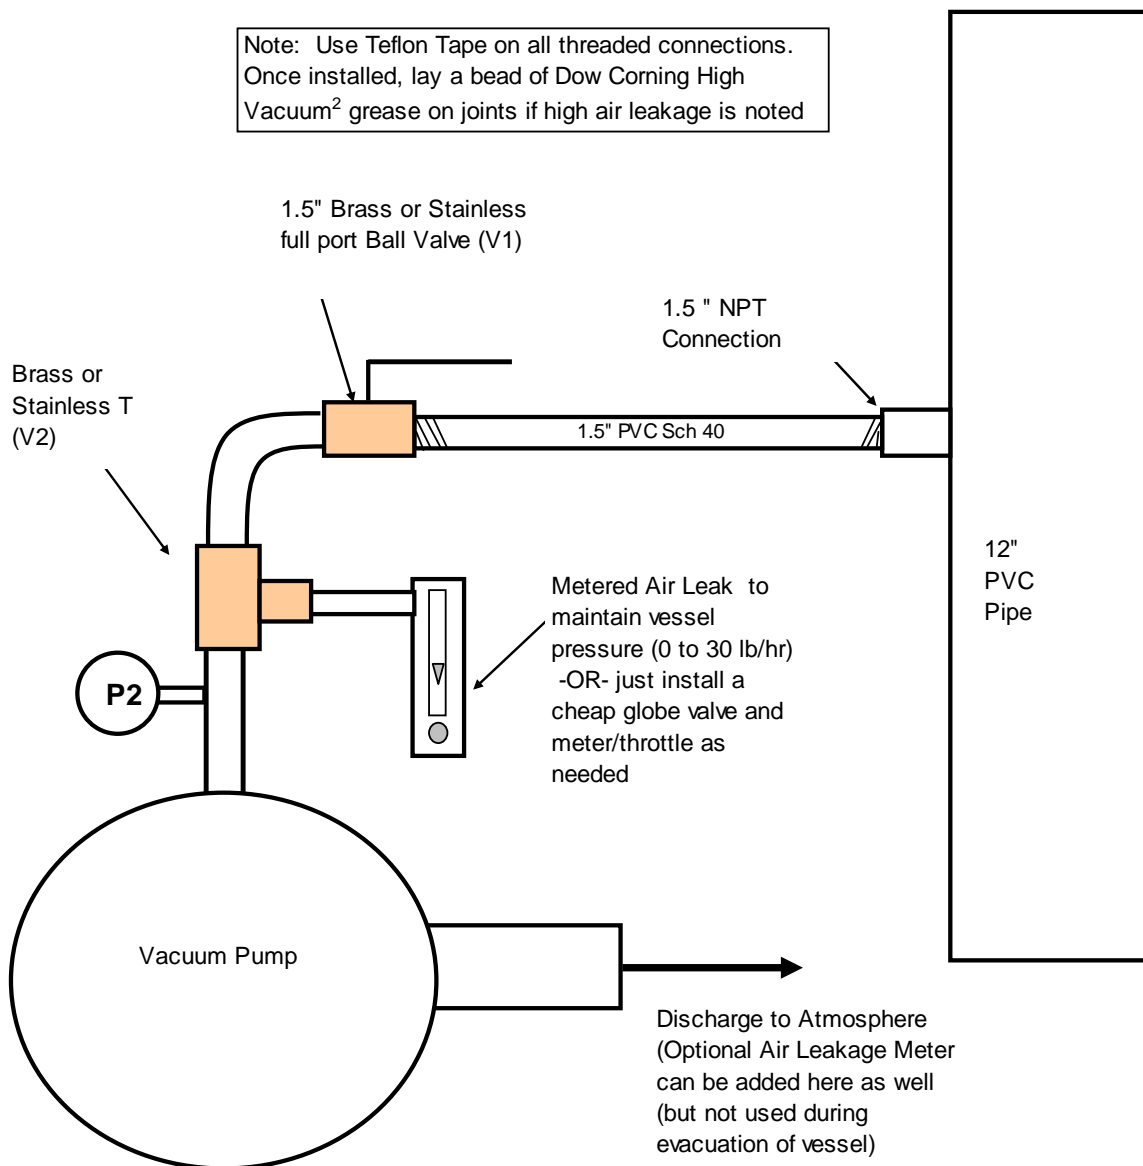 Note:  Use Teflon Tape on all threaded connections.
Once installed, lay a bead of Dow Corning High
Vacuum² grease on joints if high air leakage is noted
1.5" Brass or Stainless
full port Ball Valve (V1)
1.5 " NPT
Connection
Brass or
Stainless T
(V2)
1.5" PVC Sch 40
12"
PVC
Pipe
Metered Air Leak  to
maintain vessel
pressure (0 to 30 lb/hr)
-OR- just install a
cheap globe valve and
meter/throttle as
needed
P2
Vacuum Pump
Discharge to Atmosphere
(Optional Air Leakage Meter
can be added here as well
(but not used during
evacuation of vessel)